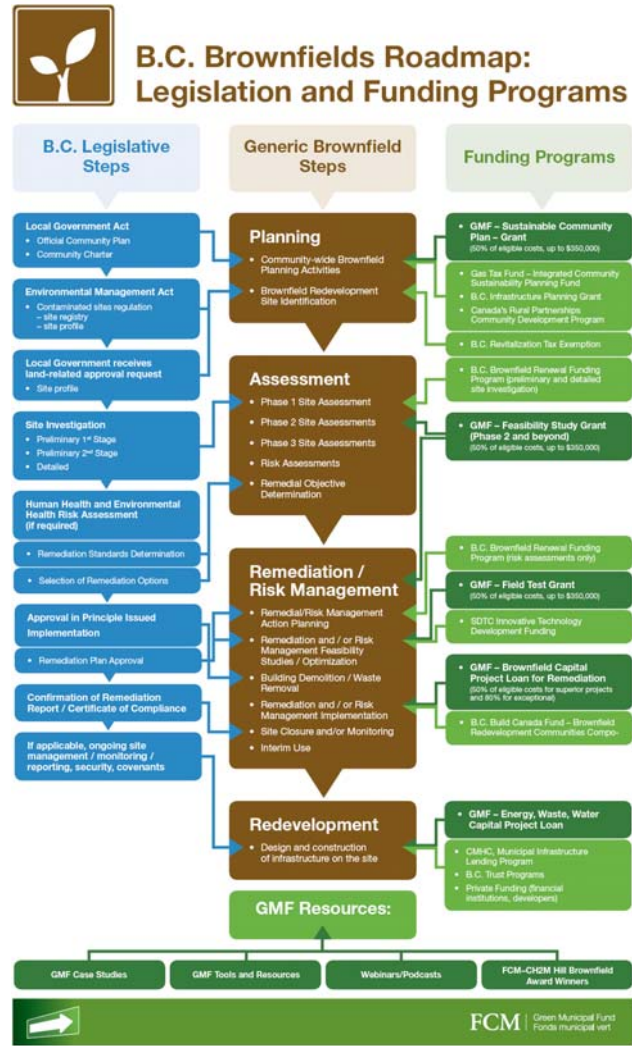 B.C. Brownfields Roadmap:
Legislation and Funding Programs
B.C. Legislative
Steps
Generic Brownfield
Steps
Funding Programs
Local Government Act
• Official Community Plan
• Community Charter
Environmental Management Act
• Contaminated sites regulation
– site registry
– site profile
Local Government receives
land-related approval request
• Site profile
Site Investigation
• Preliminary 1st Stage
• Preliminary 2nd Stage
• Detailed
Human Health and Environmental
Health Risk Assessment
(if required)
• Remediation Standards Determination
• Selection of Remediation Options
Approval in Principle Issued
Implementation
• Remediation Plan Approval
Confirmation of Remediation
Report / Certificate of Compliance
If applicable, ongoing site
management / monitoring /
reporting, security, covenants
Planning
• Community-wide Brownfield
Planning Activities
• Brownfield Redevelopment
Site Identification
Assessment
• Phase 1 Site Assessment
• Phase 2 Site Assessments
• Phase 3 Site Assessments
• Risk Assessments
• Remedial Objective
Determination
Remediation /
Risk Management
• Remedial/Risk Management
Action Planning
• Remediation and / or Risk
Management Feasibility
Studies / Optimization
• Building Demolition / Waste
Removal
• Remediation and / or Risk
Management Implementation
• Site Closure and/or Monitoring
• Interim Use
Redevelopment
• Design and construction
of infrastructure on the site
• GMF – Sustainable Community
Plan – Grant
(50% of eligible costs, up to $350,000)
• Gas Tax Fund – Integrated Community
Sustainability Planning Fund
• B.C. Infrastructure Planning Grant
• Canada's Rural Partnerships
Community Development Program
• B.C. Revitilization Tax Exemption
• B.C. Brownfield Renewal Funding
Program (preliminary and detailed
site investigation)
• GMF – Feasibility Study Grant
(Phase 2 and beyond)
(50% of eligible costs, up to $350,000)
• B.C. Brownfield Renewal Funding
Program (risk assessments only)
• GMF – Field Test Grant
(50% of eligible costs, up to $350,000)
• SDTC Innovative Technology
Development Funding
• GMF – Brownfield Capital
Project Loan for Remediation
(50% of eligible costs for superior projects
and 80% for exceptional)
• B.C. Build Canada Fund – Brownfield
Redevelopment Communities Compo-
• GMF – Energy, Waste, Water
Capital Project Loan
• CMHC, Municipal Infrastructure
Lending Program
• B.C. Trust Programs
• Private Funding (financial
institutions, developers)
GMF Resources:
GMF Case Studies
GMF Tools and Resources
Webinars/Podcasts
FCM–CH2M Hill Brownfield
Award Winners
FCM
Green Municipal Fund
Fonds municipal vert